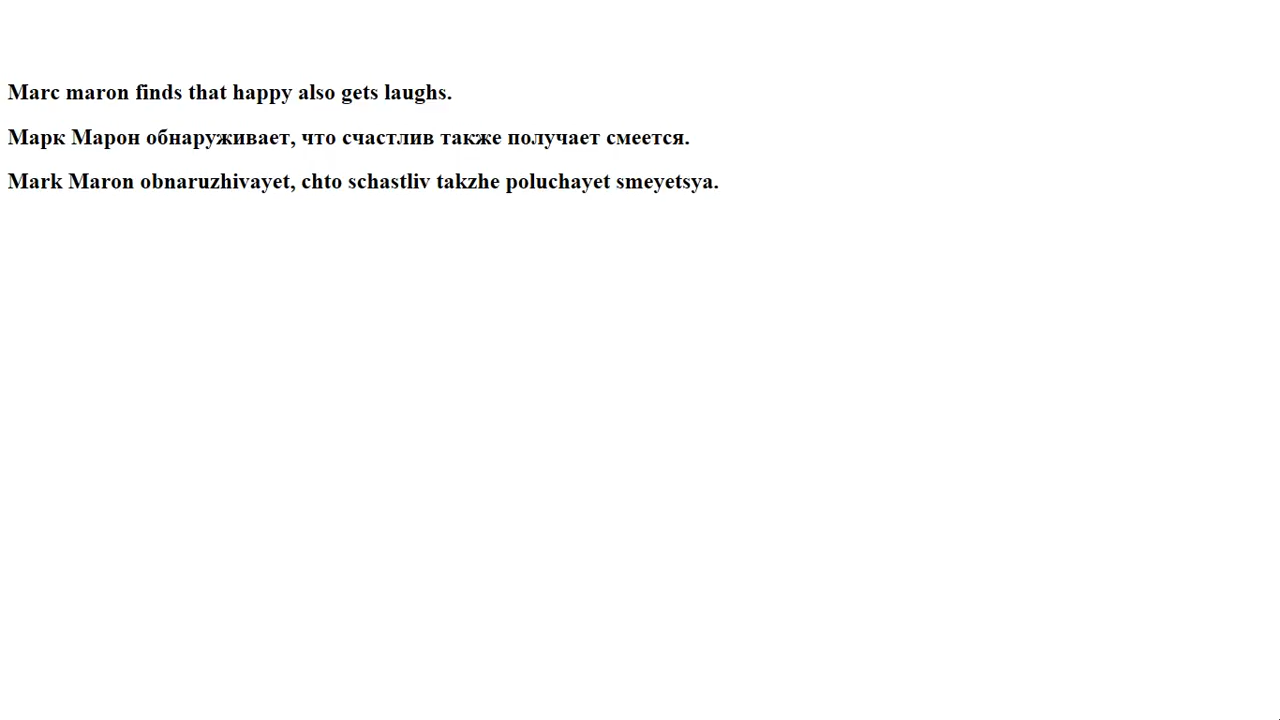 Marc maron finds that happy also gets laughs.
Марк Марон обнаруживает, что счастлив также получает смеется.
Mark Maron obnaruzhivayet, chto schastliv takzhe poluchayet smeyetsya.